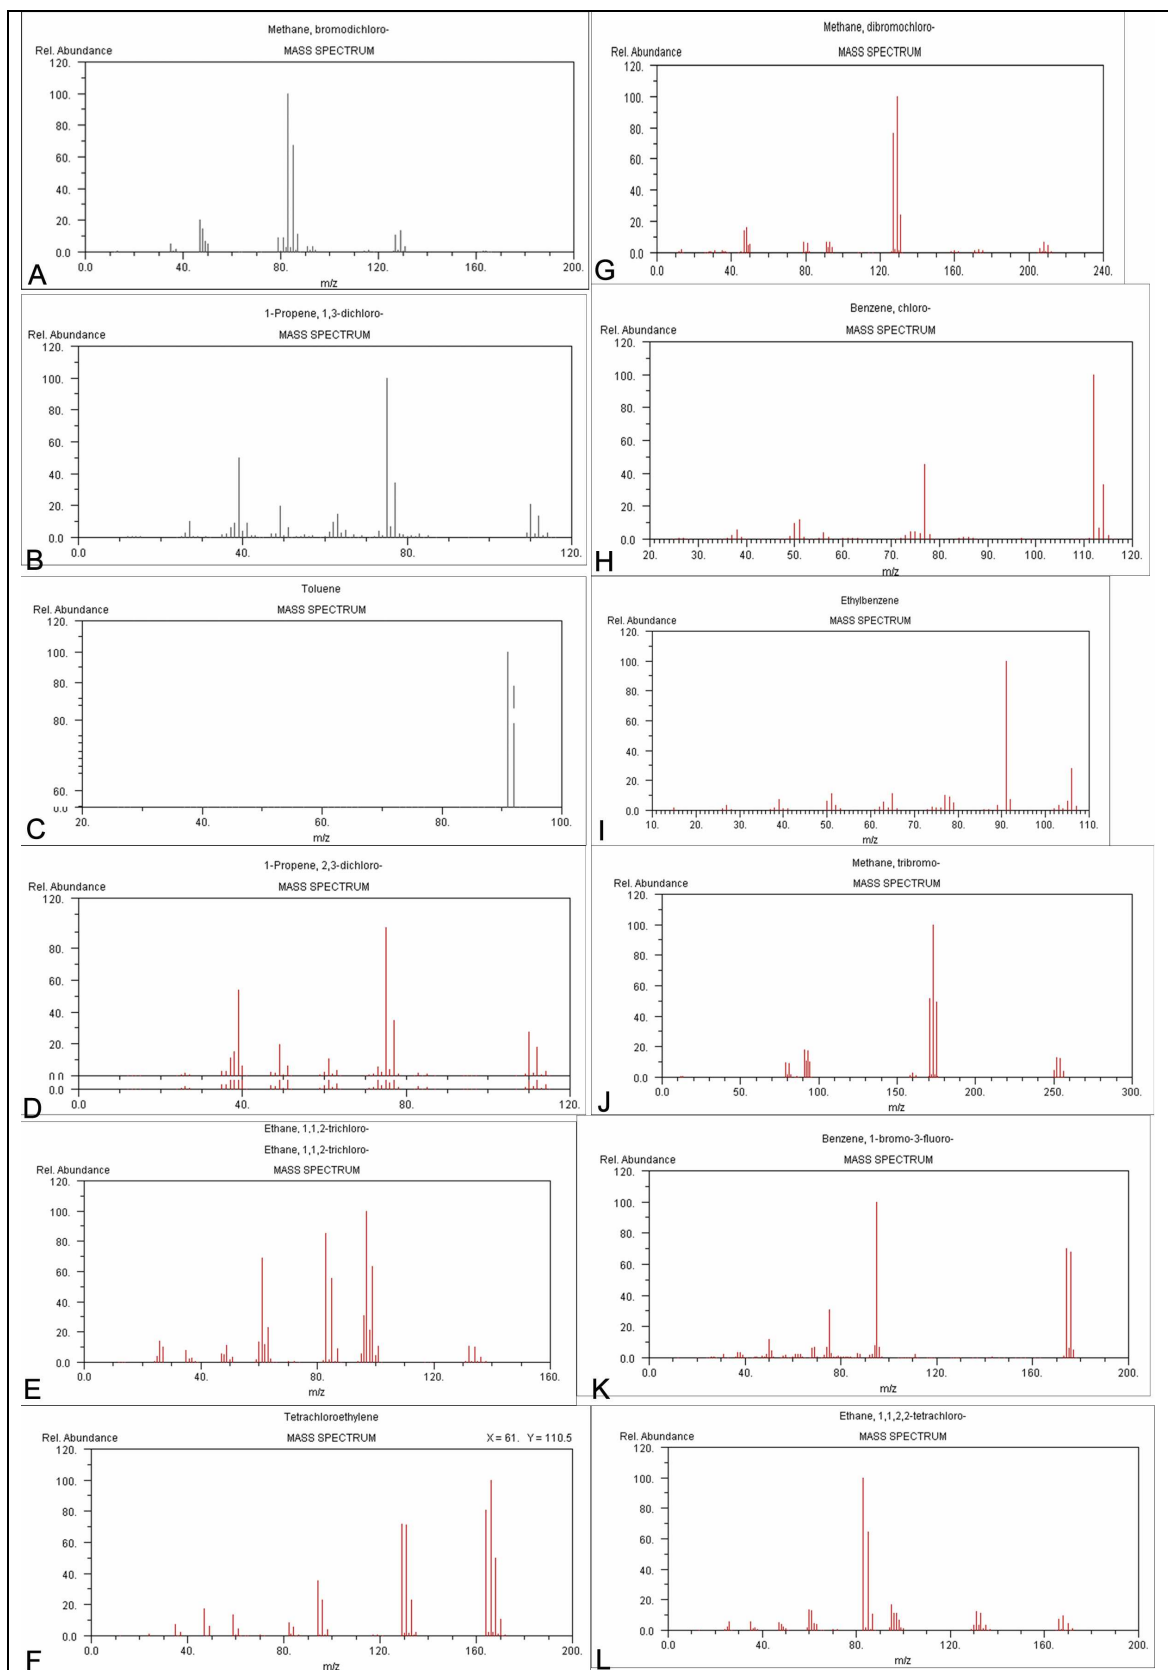 Methane, bromodichloro-
Rel. Abundance MASS SPECTRUM
120.
100.
80.
60.
40.
20.
0.0
0.0 40. 80. 120. 160. 200.
m/z
A
1-Propene, 1,3-dichloro-
Rel. Abundance MASS SPECTRUM
120.
100.
80.
60.
40.
20.
0.0
0.0 40. 80. 120.
m/z
B
Toluene
Rel. Abundance MASS SPECTRUM
120.
80.
80.
60.
0.0
20. 40. 60. 80. 100.
m/z
C
1-Propene, 2,3-dichloro-
Rel. Abundance MASS SPECTRUM
120.
80.
60.
40.
20.
0.0
0.0
0.0 40. 80. 120.
m/z
D
Ethane, 1,1,2-trichloro-
Ethane, 1,1,2-trichloro-
Rel. Abundance MASS SPECTRUM
120.
100.
80.
60.
40.
20.
0.0
0.0 40. 80. 120. 160.
m/z
E
Tetrachloroethylene
Rel. Abundance MASS SPECTRUM X = 61. Y = 110.5
120.
100.
80.
60.
40.
20.
0.0
0.0 40. 80. 120. 160. 200.
m/z
F
Methane, dibromochloro-
Rel. Abundance MASS SPECTRUM
120.
100.
80.
60.
40.
20.
0.0
0.0 40. 80. 120. 160. 200. 240.
m/z
G
Benzene, chloro-
Rel. Abundance MASS SPECTRUM
120.
100.
80.
60.
40.
20.
0.0
20. 30. 40. 50. 60. 70. 80. 90. 100. 110. 120.
m/z
H
Ethylbenzene
Rel. Abundance MASS SPECTRUM
120.
100.
80.
60.
40.
20.
0.0
10. 20. 30. 40. 50. 60. 70. 80. 90. 100. 110.
m/z
I
Methane, tribromo-
Rel. Abundance MASS SPECTRUM
120.
100.
80.
60.
40.
20.
0.0
0.0 50. 100. 150. 200. 250. 300.
m/z
J
Benzene, 1-bromo-3-fluoro-
Rel. Abundance MASS SPECTRUM
120.
100.
80.
60.
40.
20.
0.0
0.0 40. 80. 120. 160. 200.
m/z
K
Ethane, 1,1,2,2-tetrachloro-
Rel. Abundance MASS SPECTRUM
120.
100.
80.
60.
40.
20.
0.0
0.0 40. 80. 120. 160. 200.
m/z
L